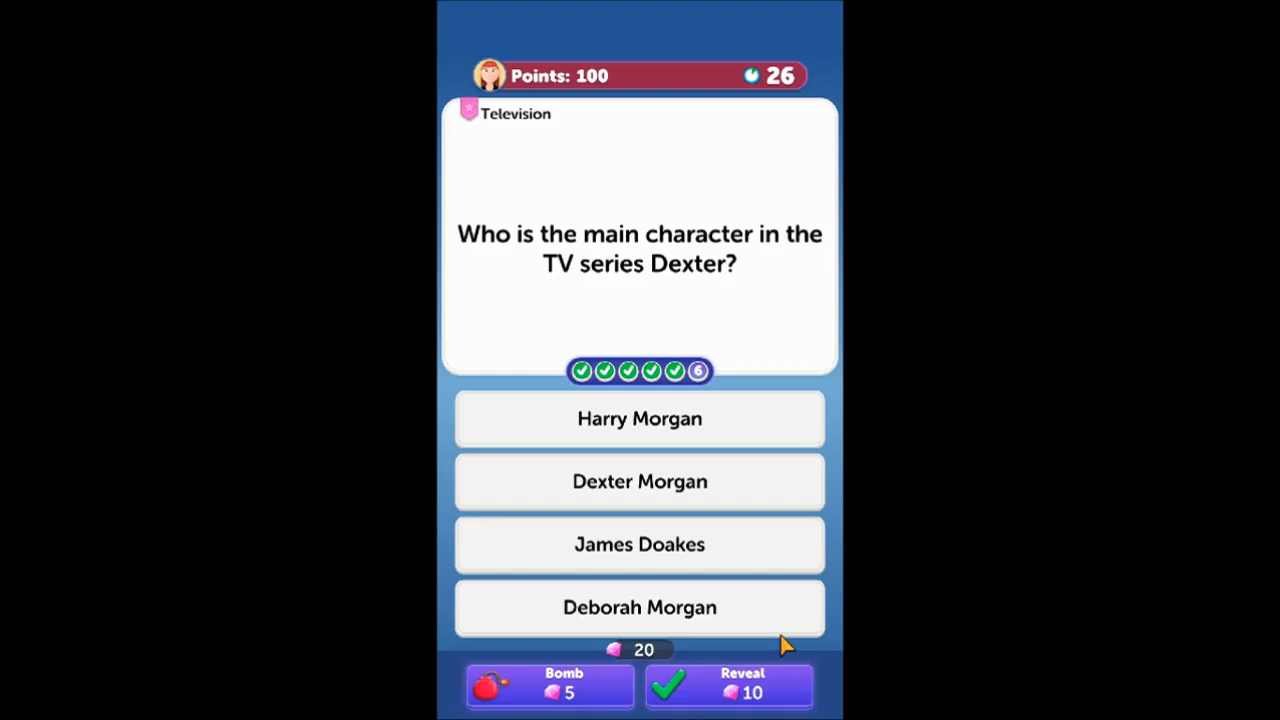 Points: 100
26
Television
Who is the main character in the
TV series Dexter?
6
Harry Morgan
Dexter Morgan
James Doakes
Deborah Morgan
20
Bomb
5
Reveal
10